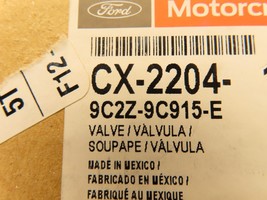 Ford
Motorc
CX-2204-
9C2Z-9C915-E
VALVE / VÁLVULA /
SOUPAPE / VÁLVULA
MADE IN MEXICO /
FABRICADO EN MÉXICO /
FABRIQUÉ AU MEXIQUE
5T
F12